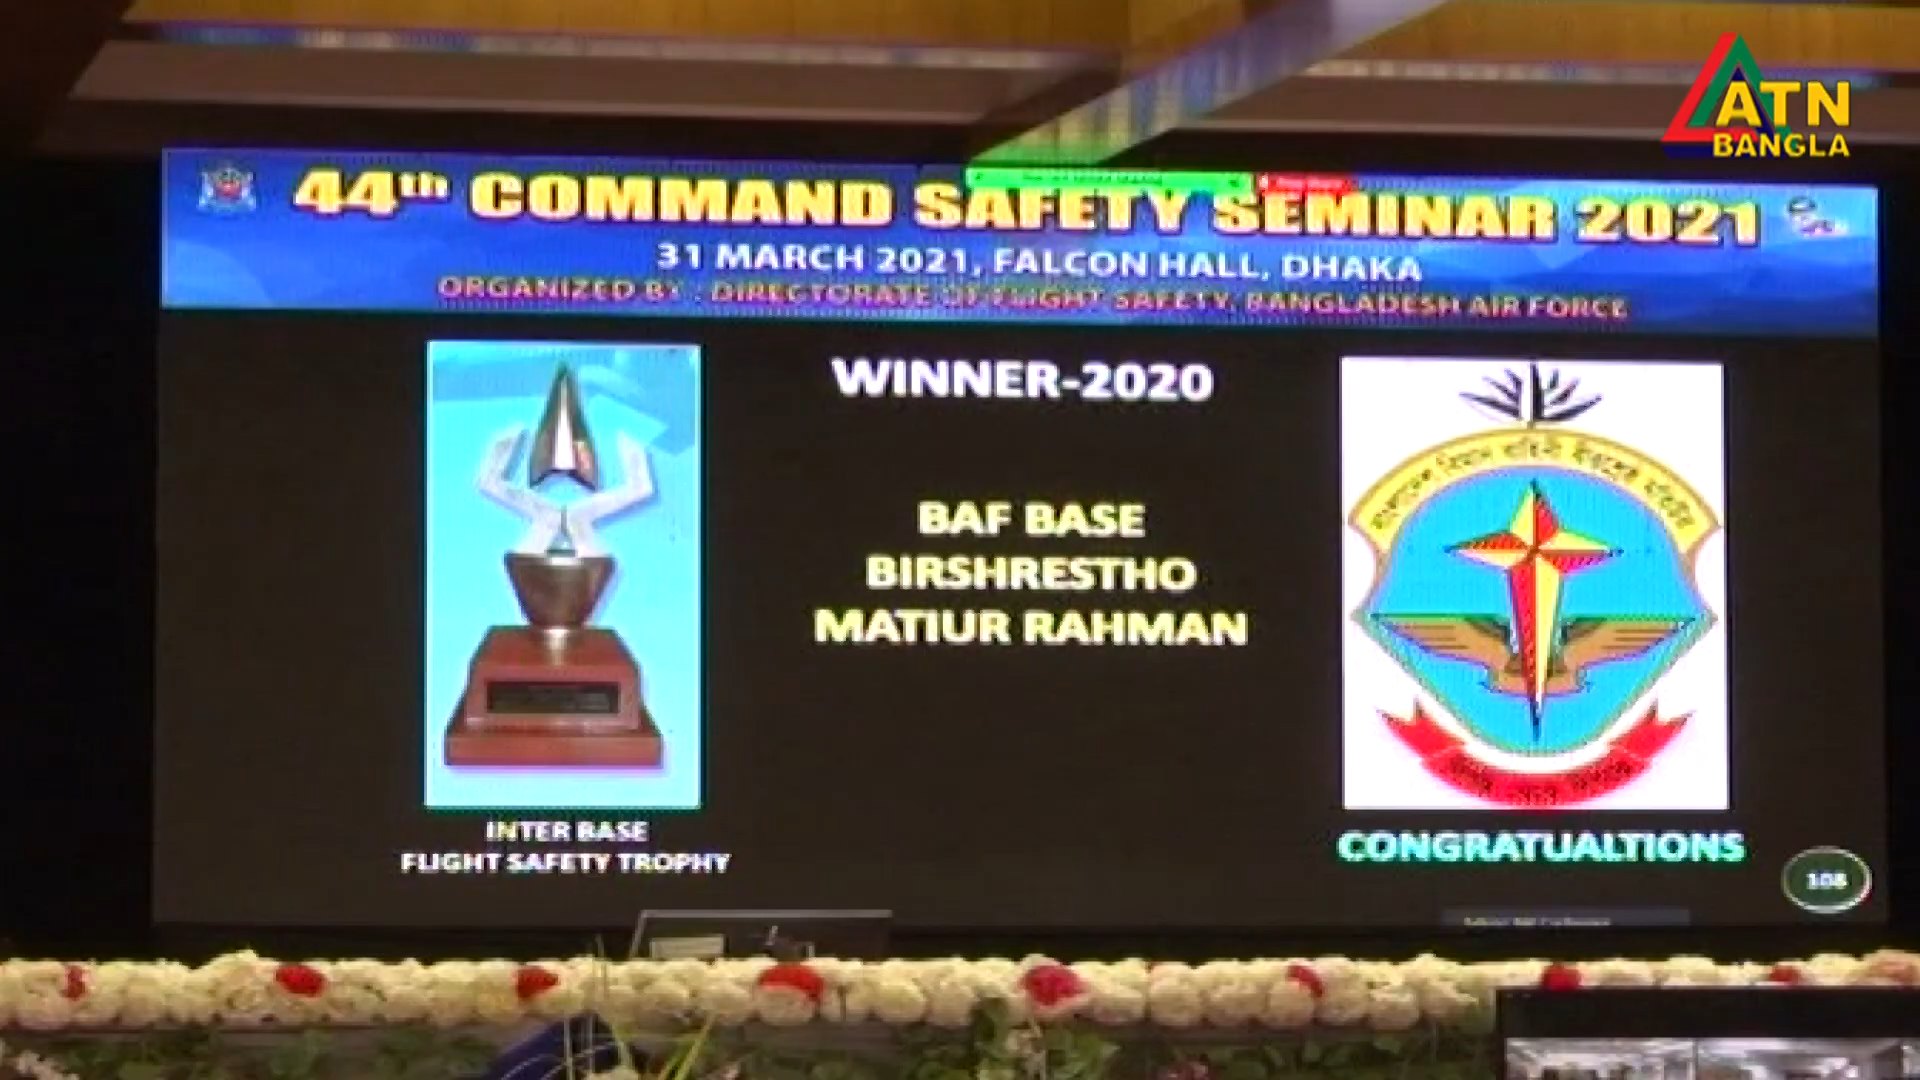 ATN
BANGLA
44th COMMAND SAFETY SEMINAR 2021
31 MARCH 2021, FALCON HALL, DHAKA
ORGANIZED BY : DIRECTORATE OF FLIGHT SAFETY, BANGLADESH AIR FORCE
WINNER-2020
BAF BASE
BIRSHRESTHO
MATIUR RAHMAN
INTER BASE
FLIGHT SAFETY TROPHY
CONGRATUALTIONS
108